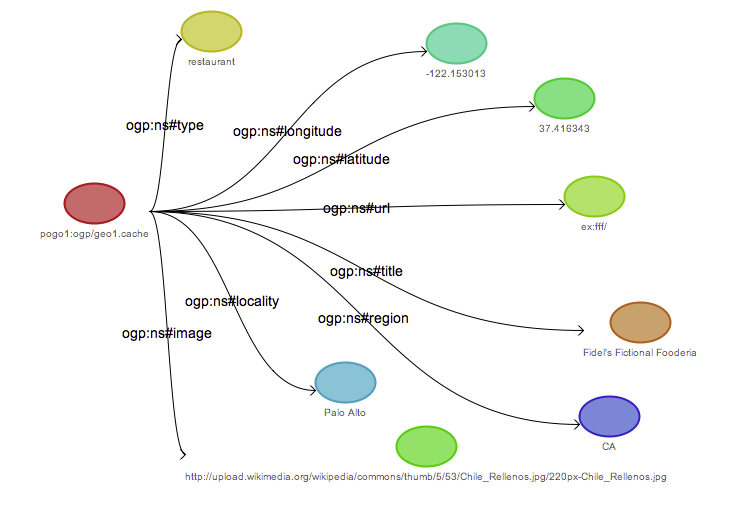 restaurant
-122.153013
ogp:ns#type
ogp:ns#longitude
37.416343
ogp:ns#latitude
ogp:ns#url
ex:fff/
pogo1:ogp/geo1.cache
ogp:ns#title
ogp:ns#locality
ogp:ns#region
ogp:ns#image
Fidel's Fictional Fooderia
Palo Alto
CA
http://upload.wikimedia.org/wikipedia/commons/thumb/5/53/Chile_Rellenos.jpg/220px-Chile_Rellenos.jpg